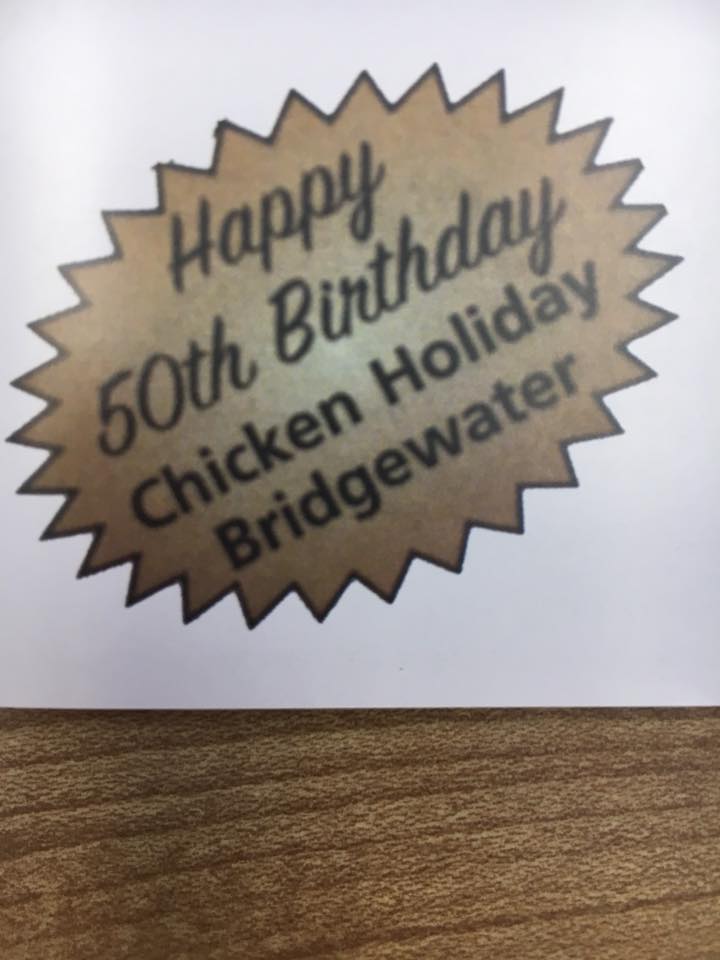 Happy
50th Birthday
Chicken Holiday
Bridgewater